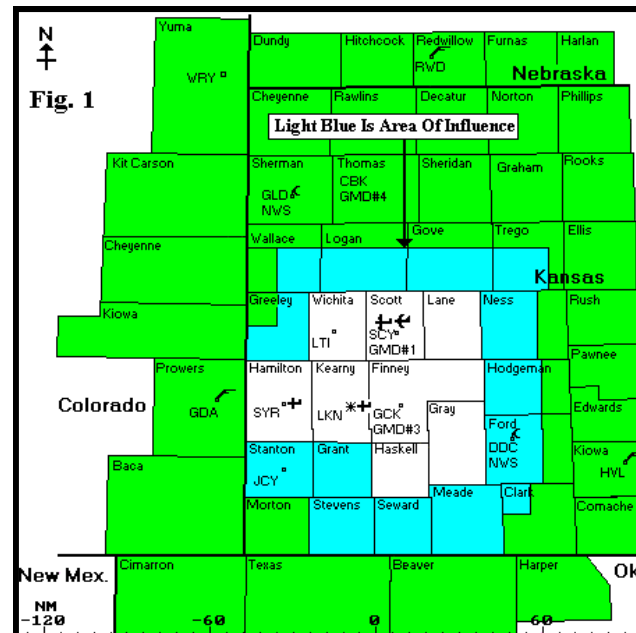 Yuma
N
Dundy Hitchcock Redwillow Furnas Harlan
RWD
WRY
Nebraska
Fig. 1
Cheyenne Rawlins Decatur Norton Phillips
Light Blue Is Area Of Influence
Kit Carson Sherman Thomas Sheridan Graham Rooks
CBK
GLD GMD#4
NWS
Cheyenne Wallace Logan Gove Trego Ellis
Kansas
Kiowa Greeley Wichita Scott Lane Ness Rush
SCY
LTI GMD#1
Pawnee
Prowers Hamilton Kearny Finney Hodgeman
Colorado GDA SYR LKN GCK Gray Edwards
GMD#3 Ford
DDC
NWS
Stanton Grant Haskell Kiowa
HVL
Baca JCY
Meade Clark
Morton Stevens Seward Comache
New Mex. Cimarron Texas Beaver Harper Ok
NM
-120 -60 0 60